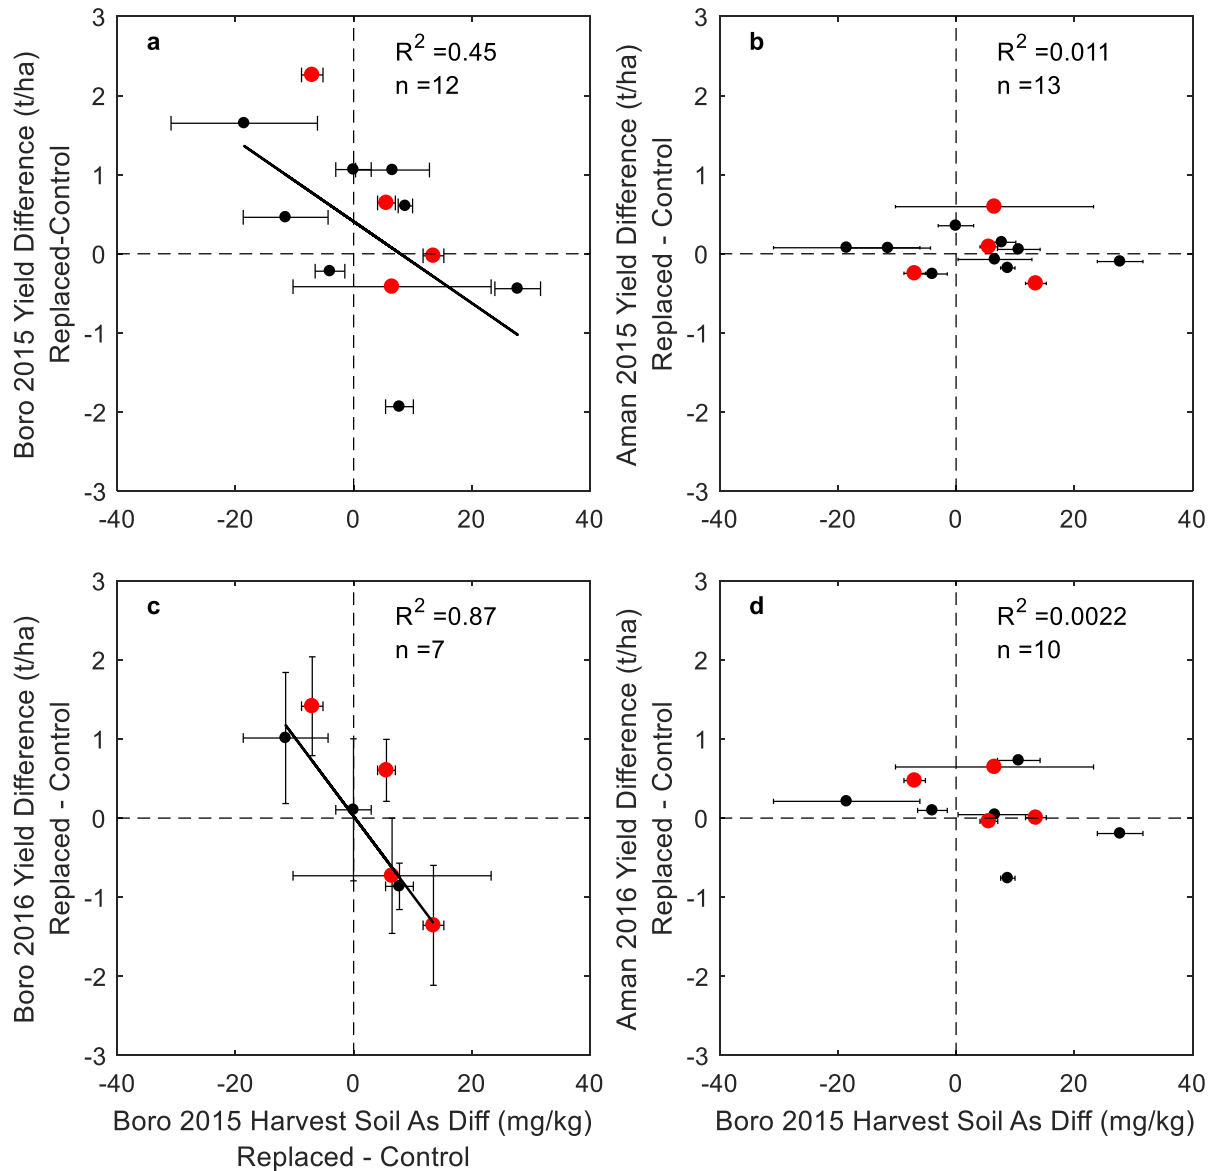 a
R2 =0.45
n =12
Boro 2015 Yield Difference (t/ha)
Replaced-Control
3
2
1
0
-1
-2
-3
-40 -20 0 20 40
b
R2 =0.011
n =13
Aman 2015 Yield Difference (t/ha)
Replaced - Control
3
2
1
0
-1
-2
-3
-40 -20 0 20 40
c
R2 =0.87
n =7
Boro 2016 Yield Difference (t/ha)
Replaced - Control
3
2
1
0
-1
-2
-3
-40 -20 0 20 40
Boro 2015 Harvest Soil As Diff (mg/kg)
Replaced - Control
d
R2 =0.0022
n =10
Aman 2016 Yield Difference (t/ha)
Replaced - Control
3
2
1
0
-1
-2
-3
-40 -20 0 20 40
Boro 2015 Harvest Soil As Diff (mg/kg)